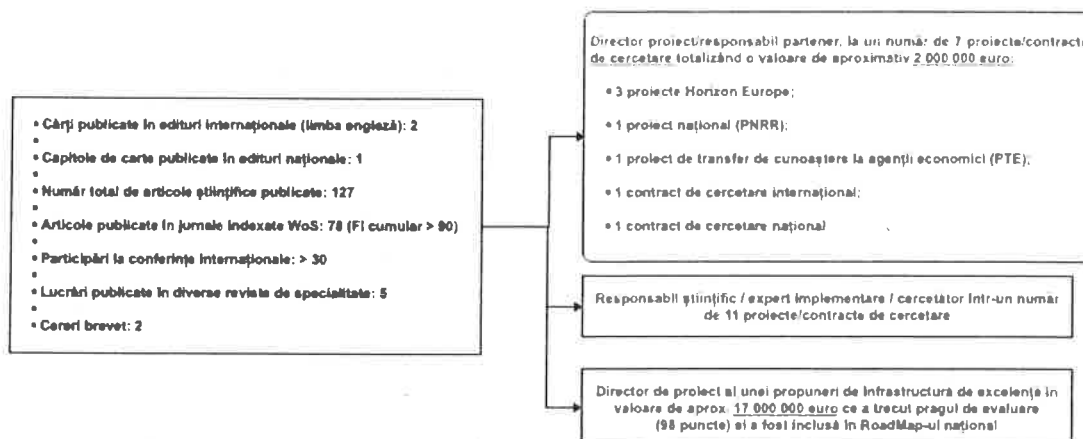 • Cărți publicate în edituri internaționale (limba engleză): 2
•
• Capitole de carte publicate în edituri naționale: 1
•
• Număr total de articole științifice publicate: 127
•
• Articole publicate în jurnale indexate WoS: 78 (FI cumular > 90)
•
• Participări la conferințe internaționale: > 30
•
• Lucrări publicate în diverse reviste de specialitate: 5
•
• Cereri brevet: 2
Director proiect/responsabil partener, la un număr de 7 proiecte/contracte
de cercetare totalizând o valoare de aproximativ 2 000 000 euro:
• 3 proiecte Horizon Europe;
• 1 proiect național (PNRR);
• 1 proiect de transfer de cunoaștere la agenții economici (PTE);
• 1 contract de cercetare internațional;
• 1 contract de cercetare național
Responsabil științific / expert implementare / cercetător într-un număr
de 11 proiecte/contracte de cercetare
Director de proiect al unei propuneri de infrastructură de excelență în
valoare de aprox. 17 000 000 euro ce a trecut pragul de evaluare
(98 puncte) și a fost inclusă în RoadMap-ul național